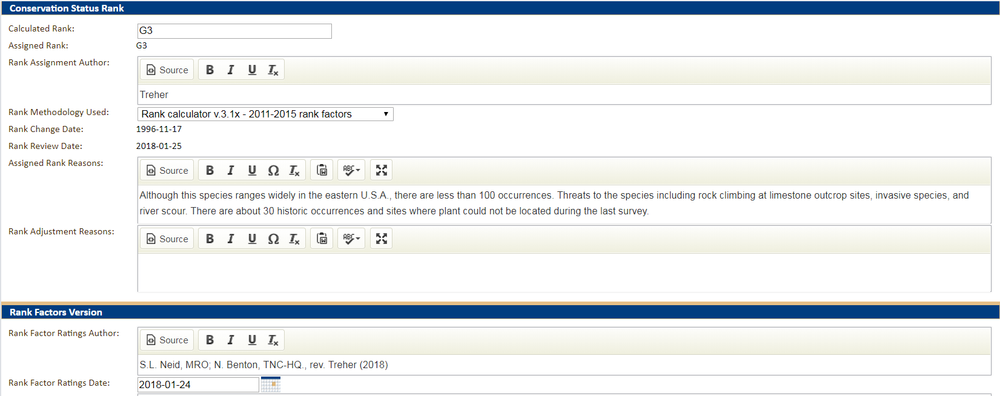 Conservation Status Rank
Calculated Rank:
G3
Assigned Rank:
G3
Rank Assignment Author:
Source B I U Tx
Treher
Rank Methodology Used:
Rank calculator v.3.1x - 2011-2015 rank factors
Rank Change Date:
1996-11-17
Rank Review Date:
2018-01-25
Assigned Rank Reasons:
Source B I U Ω Tx ABC
Although this species ranges widely in the eastern U.S.A., there are less than 100 occurrences. Threats to the species including rock climbing at limestone outcrop sites, invasive species, and
river scour. There are about 30 historic occurrences and sites where plant could not be located during the last survey.
Rank Adjustment Reasons:
Source B I U Ω Tx ABC
Rank Factors Version
Rank Factor Ratings Author:
Source B I U Tx
S.L. Neid, MRO; N. Benton, TNC-HQ., rev. Treher (2018)
Rank Factor Ratings Date:
2018-01-24